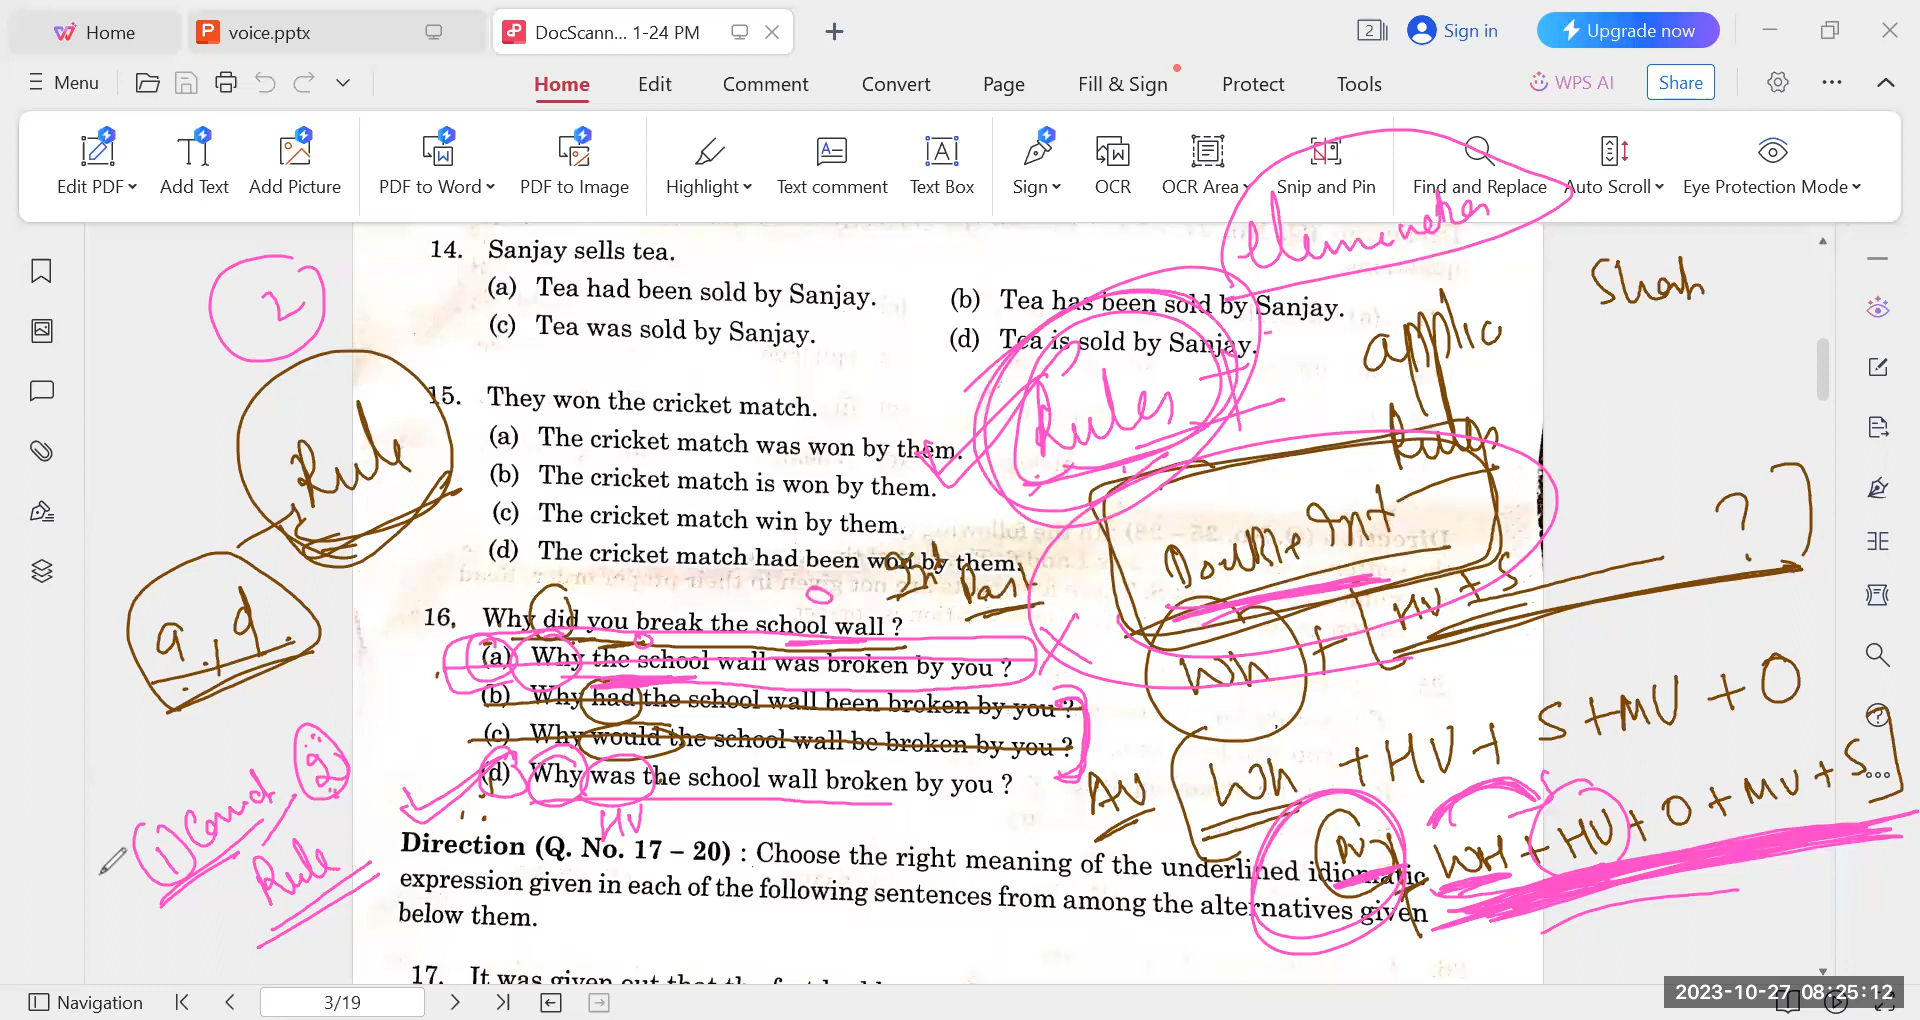 Home
voice.pptx
DocScann... 1-24 PM
2
Sign in
Upgrade now
Menu
Home
Edit
Comment
Convert
Page
Fill & Sign
Protect
Tools
WPS AI
Share
Edit PDF
Add Text
Add Picture
PDF to Word
PDF to Image
Highlight
Text comment
Text Box
Sign
OCR
OCR Area
Snip and Pin
Find and Replace
Auto Scroll
Eye Protection Mode
14. Sanjay sells tea.
(a) Tea had been sold by Sanjay.
(b) Tea has been sold by Sanjay.
(c) Tea was sold by Sanjay.
(d) Tea is sold by Sanjay.
2
Rules
Rule
15. They won the cricket match.
(a) The cricket match was won by them.
(b) The cricket match is won by them.
(c) The cricket match win by them.
(d) The cricket match had been won by them.
Rules
Double Int
?
a, d.
Past
16. Why did you break the school wall ?
(a) Why the school wall was broken by you ?
(b) Why had the school wall been broken by you ?
(c) Why would the school wall be broken by you ?
(d) Why was the school wall broken by you ?
Wh + HV + S
AV Wh + HV + S + MV + O
PV WH + HV + O + MV + S
HV
1) 2)
Rule
Direction (Q. No. 17 – 20) : Choose the right meaning of the underlined idiomatic
expression given in each of the following sentences from among the alternatives given
below them.
17. It was given out that the
Navigation
3/19
2023-10-27 08:25:12